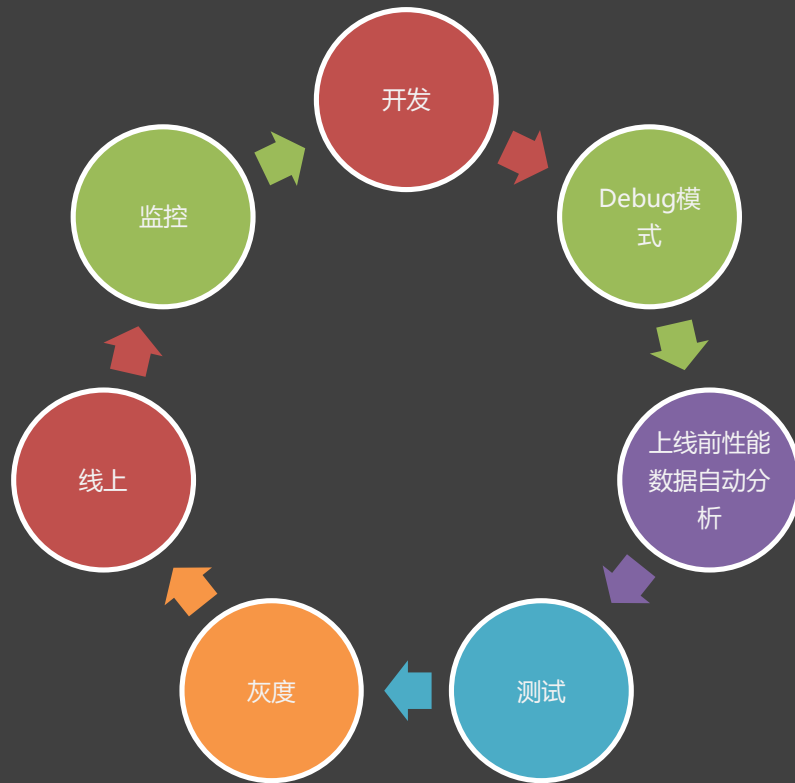 开发
Debug模
式
上线前性能
数据自动分
析
测试
灰度
线上
监控